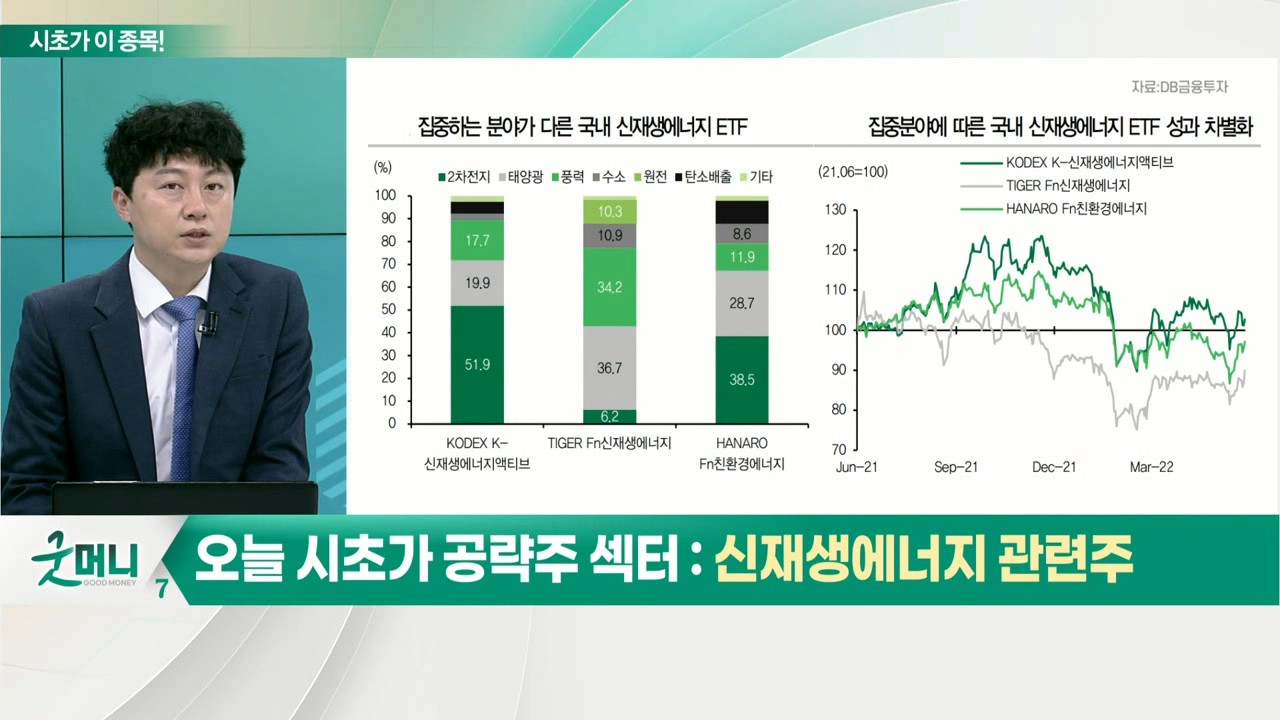 시초가 이 종목!
자료:DB금융투자
집중하는 분야가 다른 국내 신재생에너지 ETF
(%)
2차전지 태양광 풍력 수소 원전 탄소배출 기타
100
90
80
70
60
50
40
30
20
10
0
17.7
19.9
51.9
10.3
10.9
34.2
36.7
6.2
8.6
11.9
28.7
38.5
KODEX K-
신재생에너지액티브
TIGER Fn신재생에너지
HANARO
Fn친환경에너지
집중분야에 따른 국내 신재생에너지 ETF 성과 차별화
(21.06=100)
KODEX K-신재생에너지액티브
TIGER Fn신재생에너지
HANARO Fn친환경에너지
130
120
110
100
90
80
70
Jun-21 Sep-21 Dec-21 Mar-22
굿머니
GOOD MONEY
7
오늘 시초가 공략주 섹터 : 신재생에너지 관련주